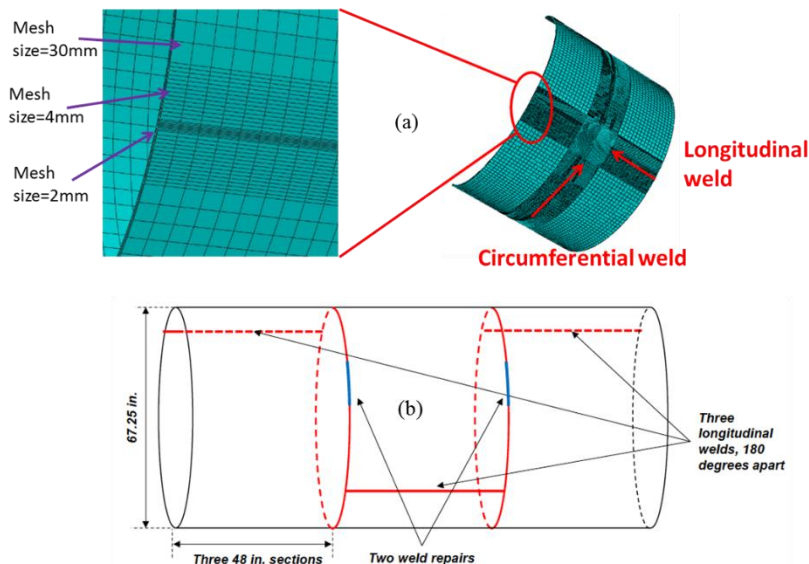 Mesh
size=30mm
Mesh
size=4mm
Mesh
size=2mm
(a)
Longitudinal
weld
Circumferential weld
67.25 in.
(b)
Three
longitudinal
welds, 180
degrees apart
Three 48 in. sections
Two weld repairs